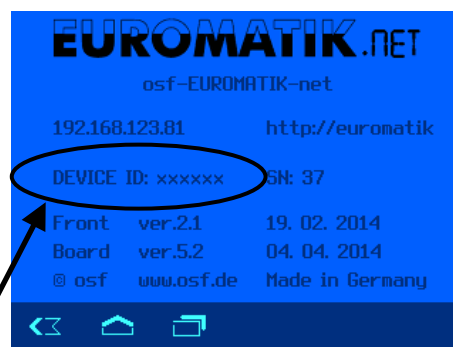 EUROMATIK.NET
osf-EUROMATIK-net
192.168.123.81 http://euromatik
DEVICE ID: xxxxxx SN: 37
Front ver.2.1 19. 02. 2014
Board ver.5.2 04. 04. 2014
© osf www.osf.de Made in Germany